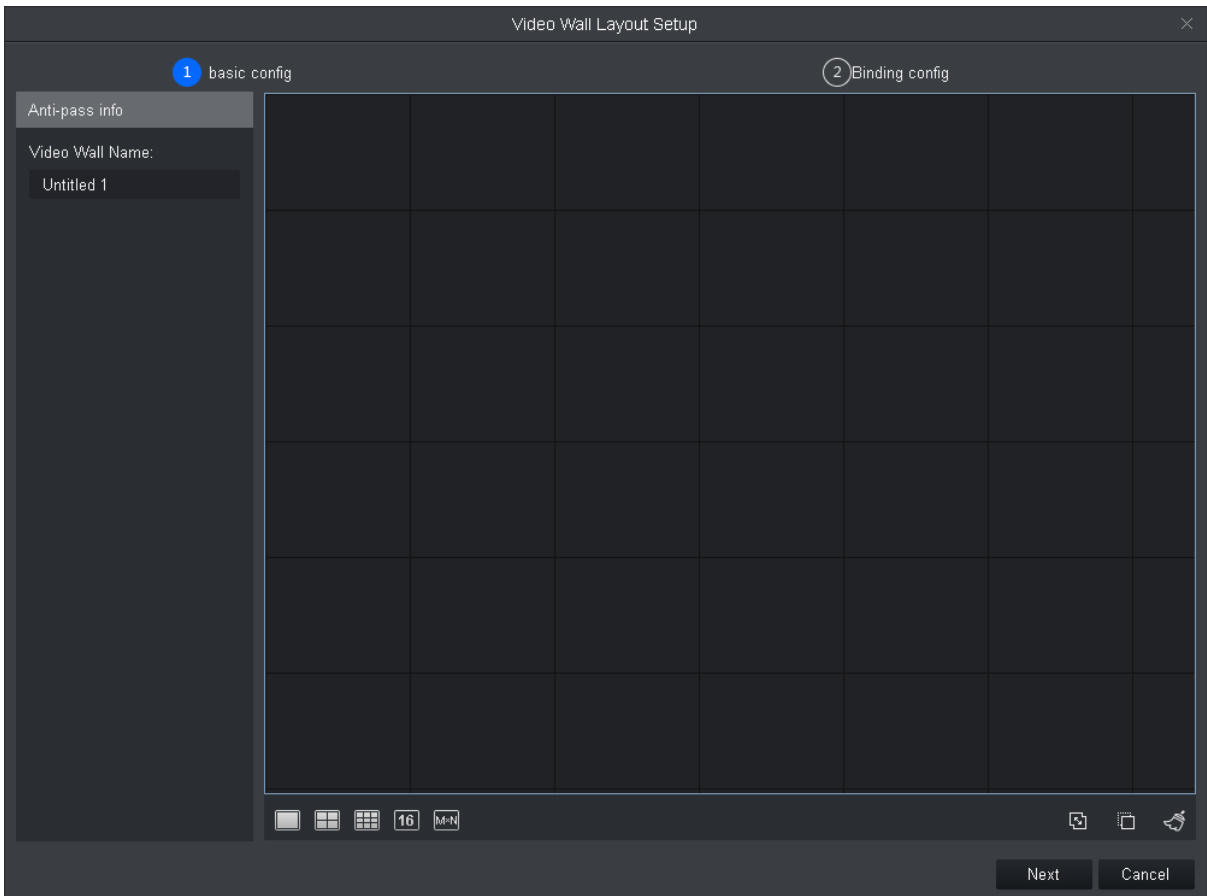 Video Wall Layout Setup
1 basic config
2 Binding config
Anti-pass info
Video Wall Name:
Untitled 1
16 M×N
Next Cancel